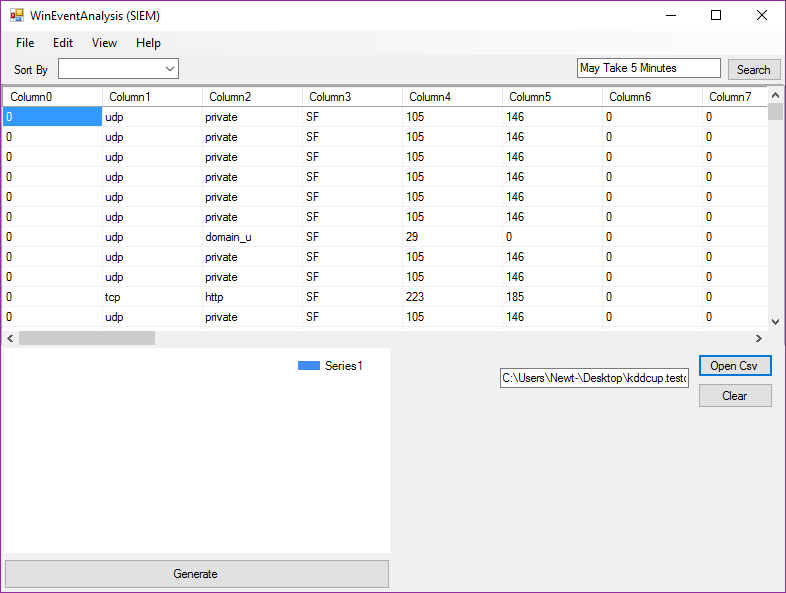 WinEventAnalysis (SIEM)
File Edit View Help
Sort By May Take 5 Minutes Search
Column0 Column1 Column2 Column3 Column4 Column5 Column6 Column7
0 udp private SF 105 146 0 0
0 udp private SF 105 146 0 0
0 udp private SF 105 146 0 0
0 udp private SF 105 146 0 0
0 udp private SF 105 146 0 0
0 udp private SF 105 146 0 0
0 udp domain_u SF 29 0 0 0
0 udp private SF 105 146 0 0
0 udp private SF 105 146 0 0
0 tcp http SF 223 185 0 0
0 udp private SF 105 146 0 0
Series1
Open Csv
C:\Users\Newt-\Desktop\kddcup.test
Clear
Generate